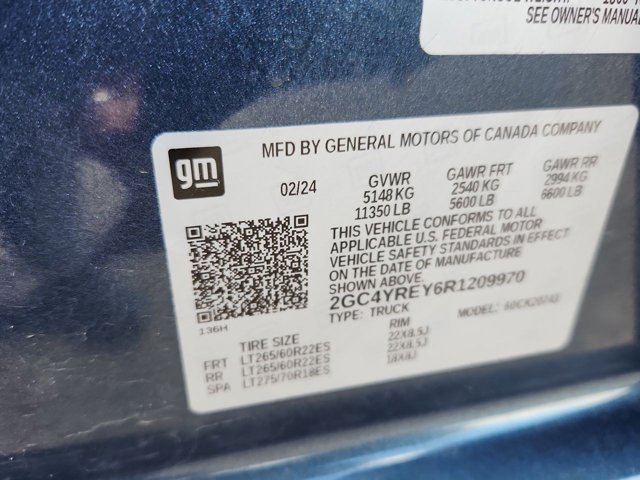 SEE OWNER'S MANUAL
gm
MFD BY GENERAL MOTORS OF CANADA COMPANY
02/24
GVWR GAWR FRT GAWR RR
5148 KG 2540 KG 2994 KG
11350 LB 5600 LB 6600 LB
THIS VEHICLE CONFORMS TO ALL
APPLICABLE U.S. FEDERAL MOTOR
VEHICLE SAFETY STANDARDS IN EFFECT
ON THE DATE OF MANUFACTURE
SHOWN ABOVE.
2GC4YREY6R1209970
TYPE: TRUCK MODEL:
136H
TIRE SIZE RIM
FRT LT265/60R22ES 22X8.5J
RR LT265/60R22ES 22X8.5J
SPA LT275/70R18ES 18X8J